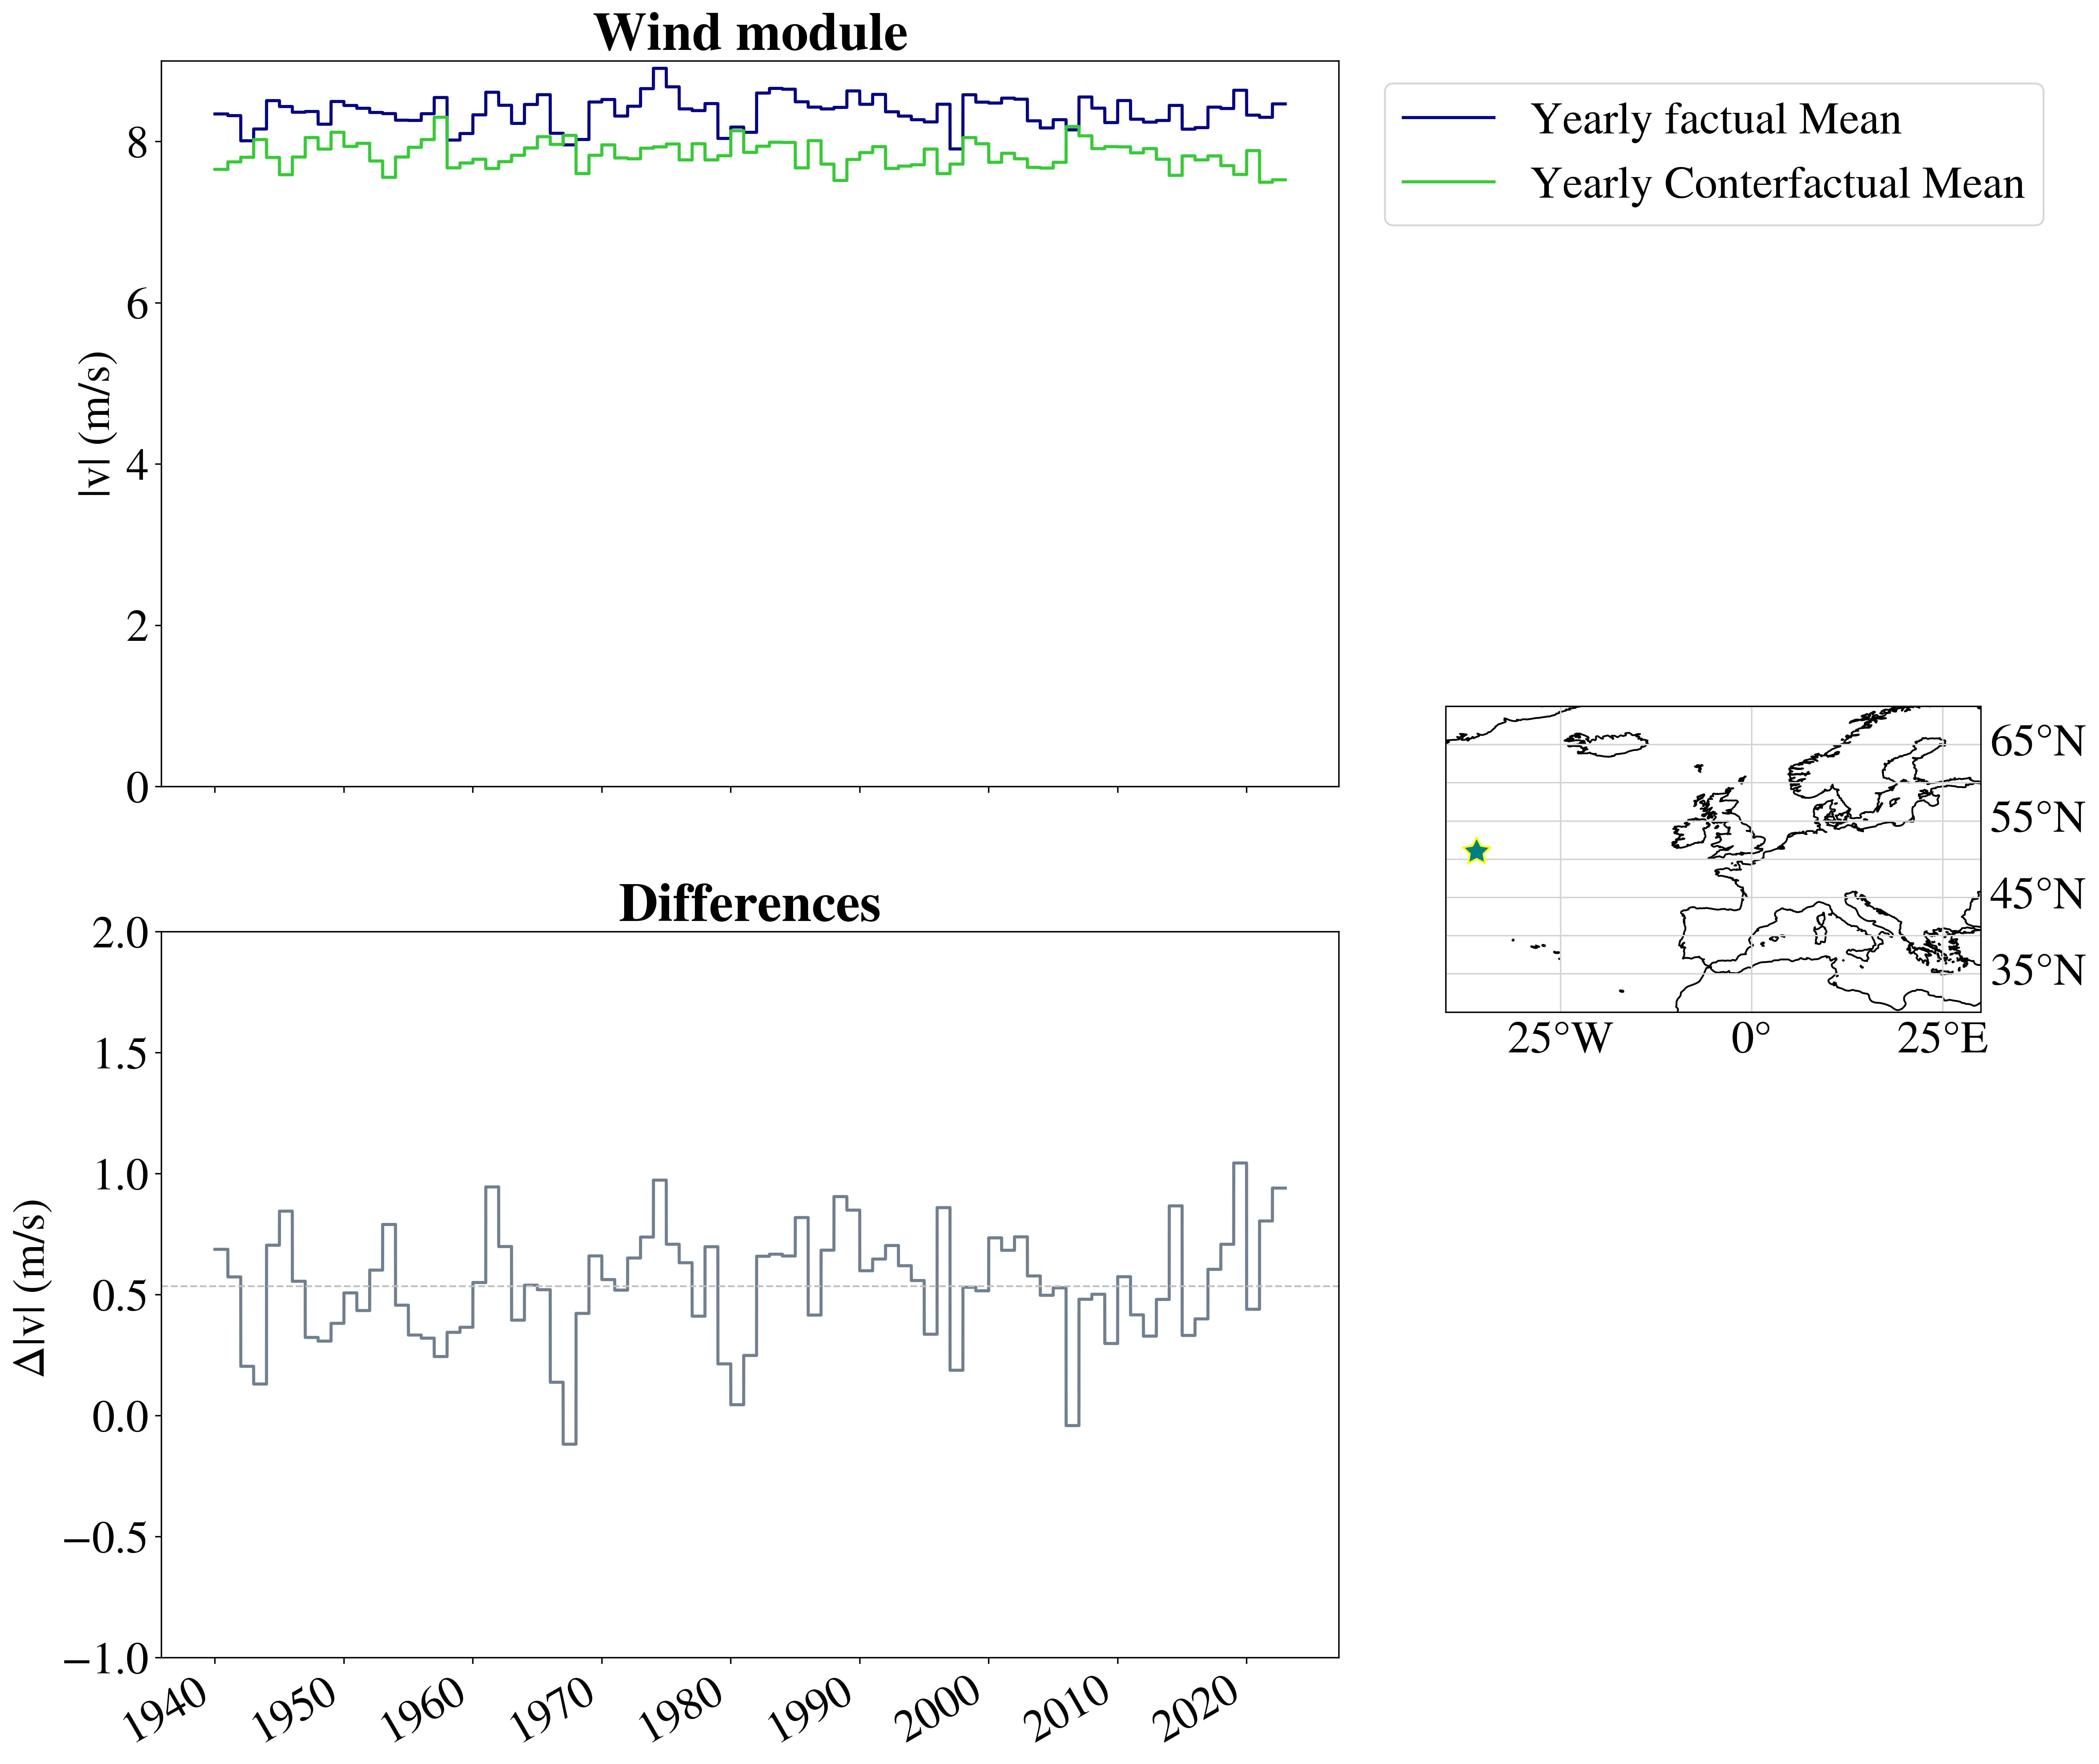 Wind module
|v| (m/s)
8
6
4
2
0
Yearly factual Mean
Yearly Conterfactual Mean
65°N
55°N
45°N
35°N
25°W 0° 25°E
Differences
Δ|v| (m/s)
2.0
1.5
1.0
0.5
0.0
−0.5
−1.0
1940 1950 1960 1970 1980 1990 2000 2010 2020